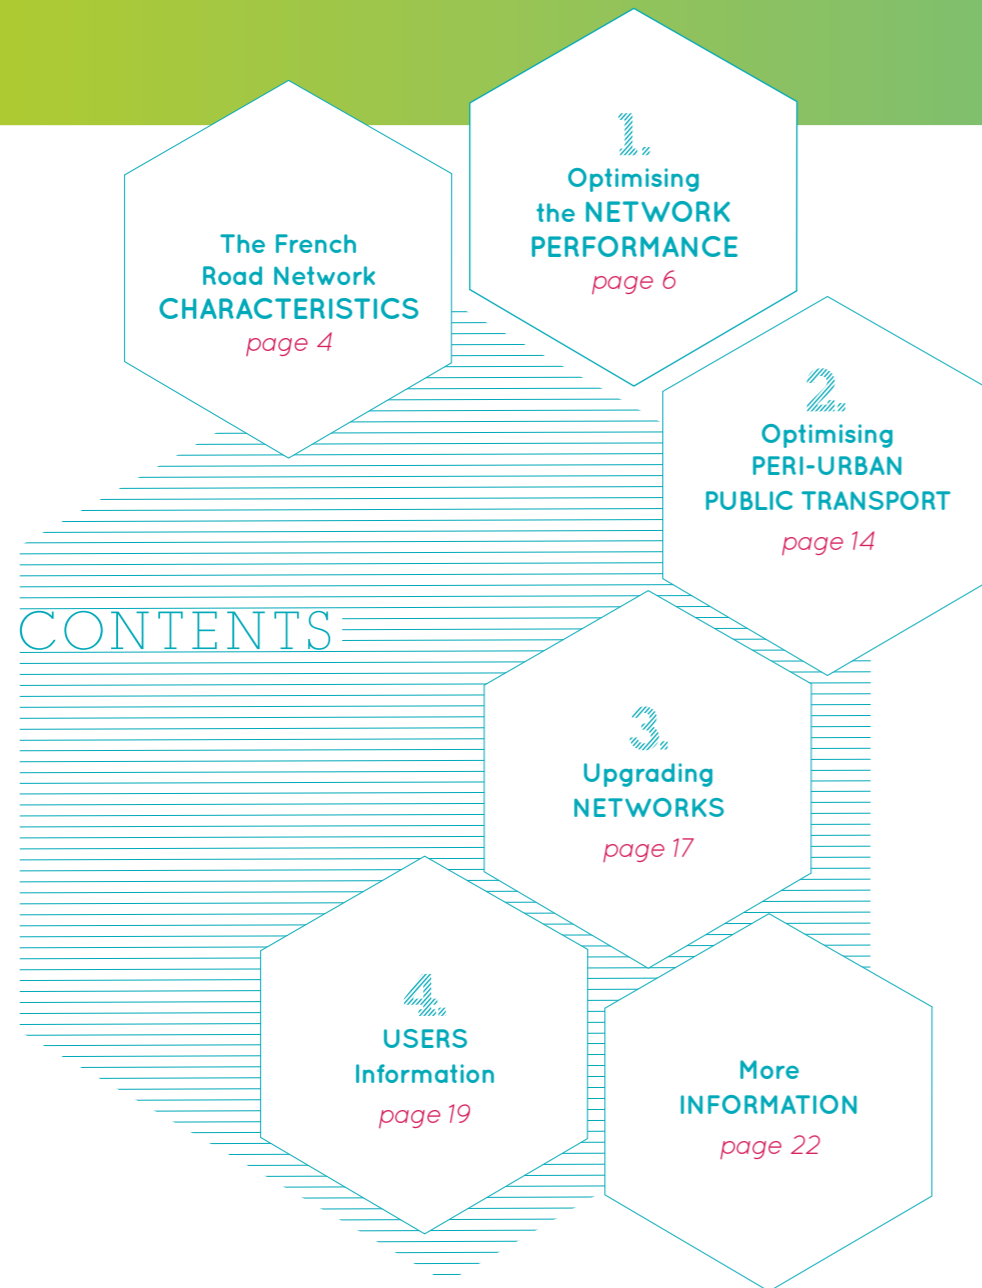 The French
Road Network
CHARACTERISTICS
page 4
1.
Optimising
the NETWORK
PERFORMANCE
page 6
2.
Optimising
PERI-URBAN
PUBLIC TRANSPORT
page 14
CONTENTS
3.
Upgrading
NETWORKS
page 17
4.
USERS
Information
page 19
More
INFORMATION
page 22